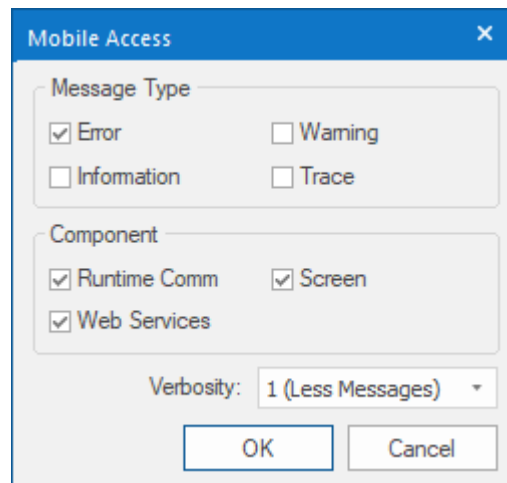 Mobile Access
Message Type
Error Warning
Information Trace
Component
Runtime Comm Screen
Web Services
Verbosity: 1 (Less Messages)
OK Cancel